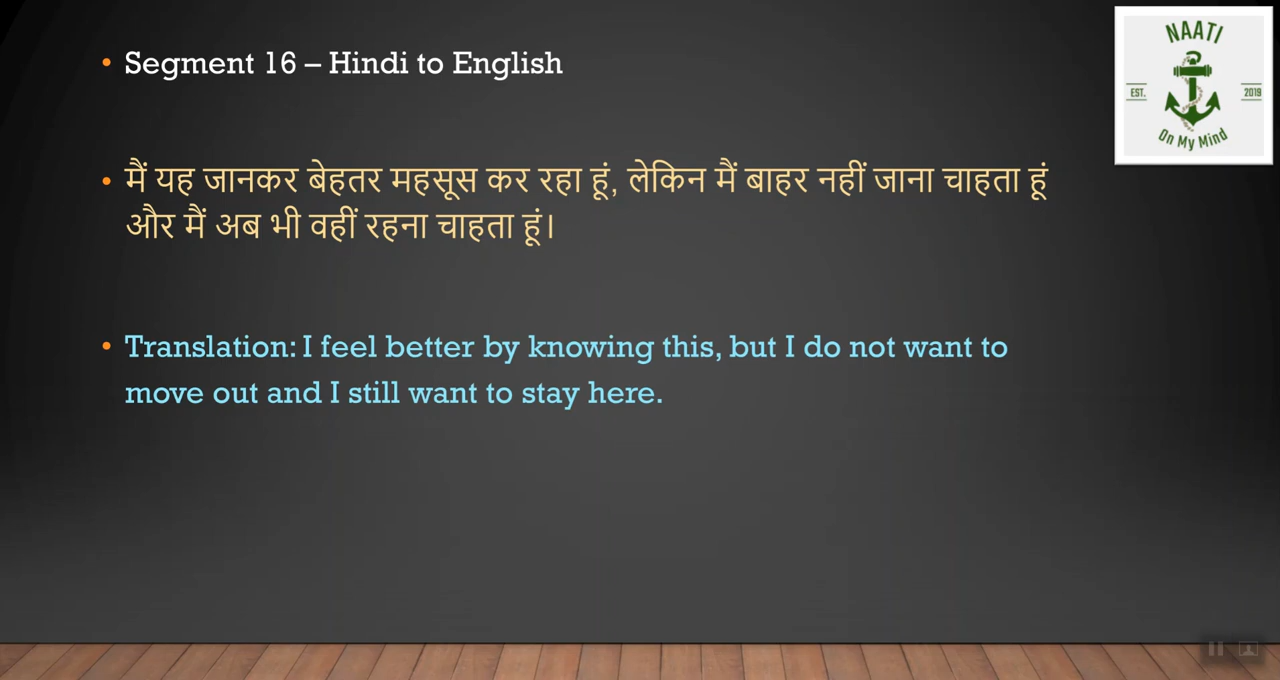 NAATI
EST. 2019
On My Mind
• Segment 16 – Hindi to English
• मैं यह जानकर बेहतर महसूस कर रहा हूं, लेकिन मैं बाहर नहीं जाना चाहता हूं
और मैं अब भी वहीं रहना चाहता हूं।
• Translation: I feel better by knowing this, but I do not want to
move out and I still want to stay here.